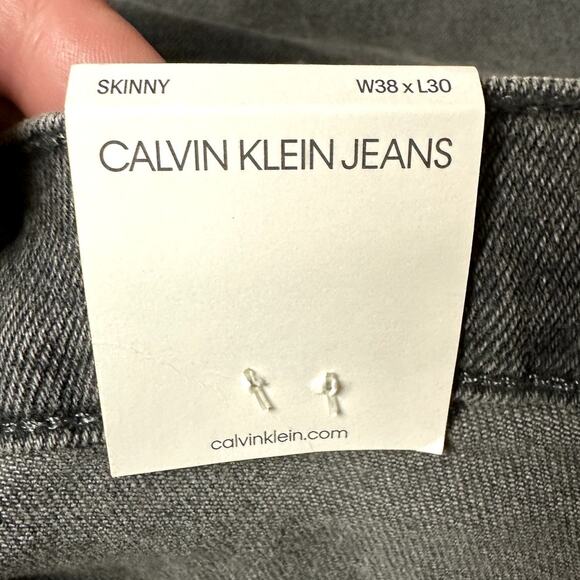 SKINNY W38 x L30
CALVIN KLEIN JEANS
calvinklein.com